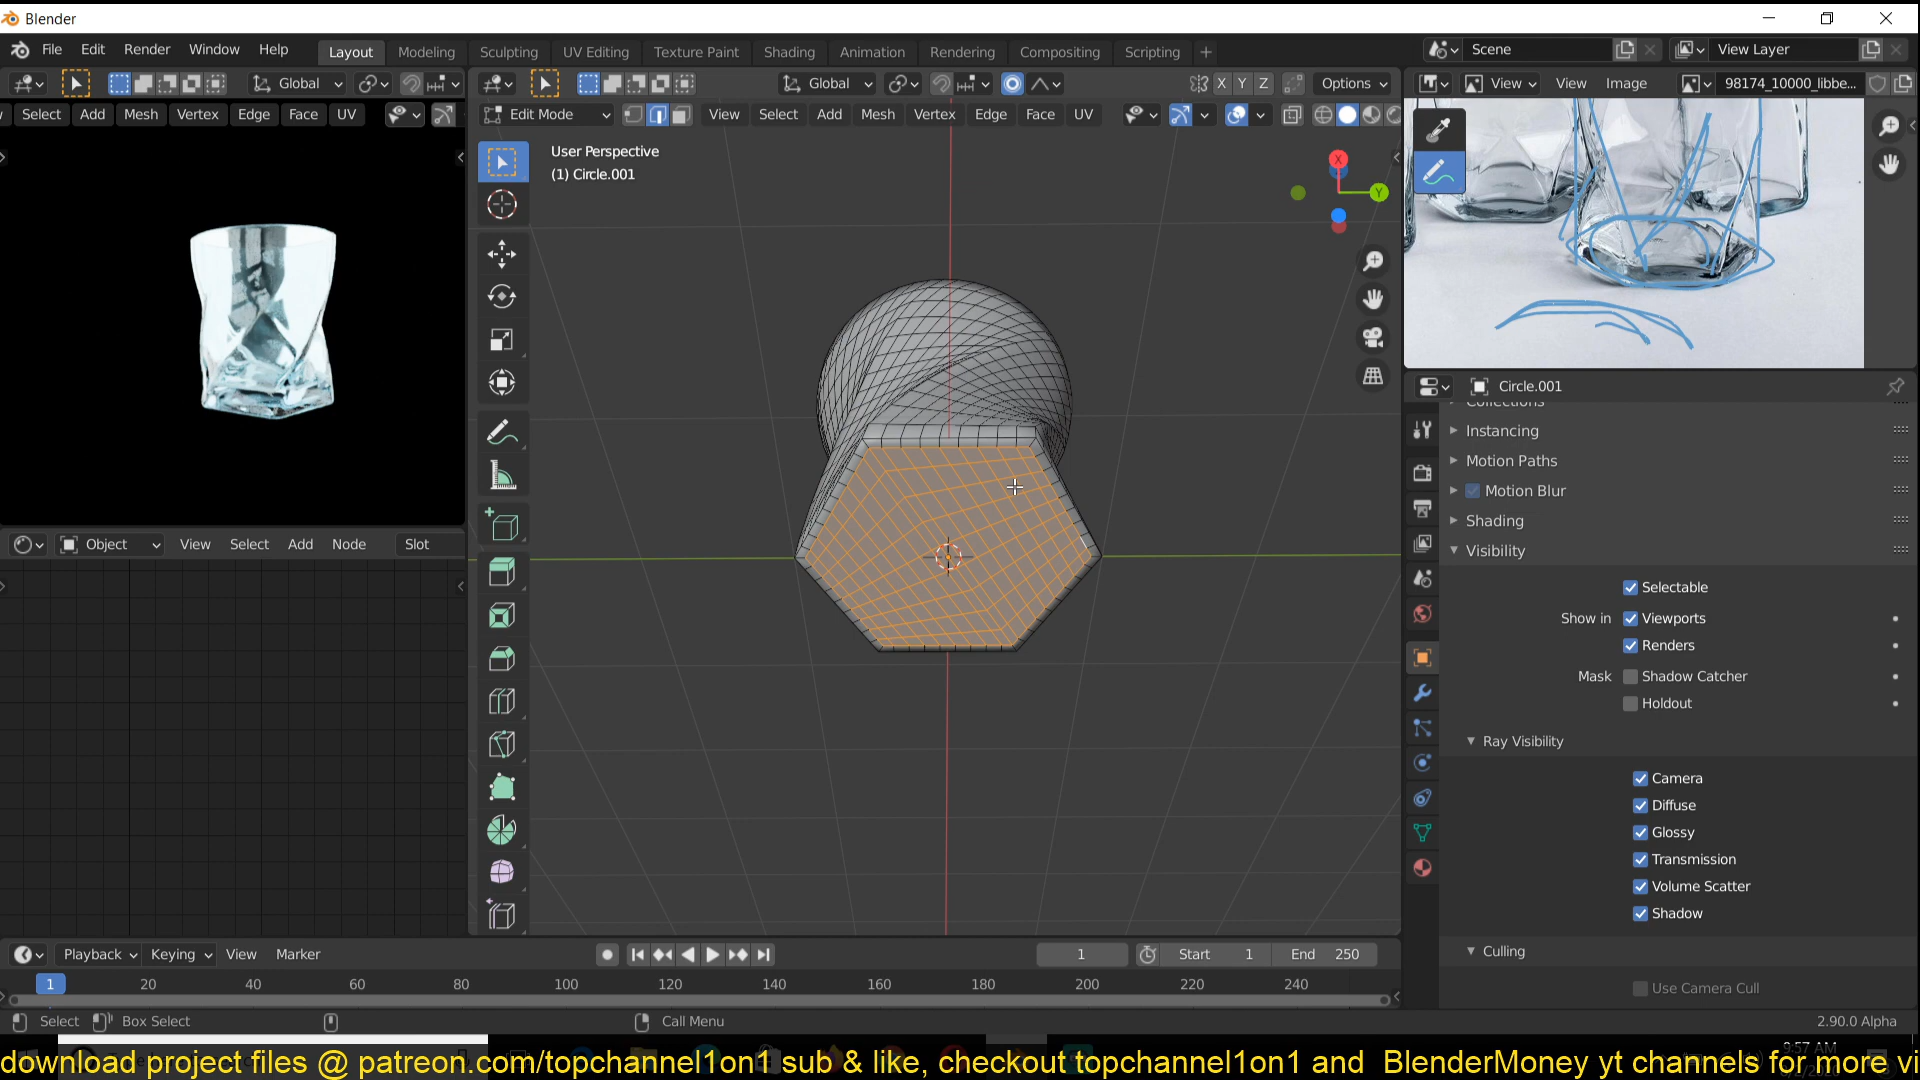 Blender
File Edit Render Window Help Layout Modeling Sculpting UV Editing Texture Paint Shading Animation Rendering Compositing Scripting + Scene View Layer
Global Global X Y Z Options View View Image 98174_10000_libbe...
Select Add Mesh Vertex Edge Face UV Edit Mode View Select Add Mesh Vertex Edge Face UV
User Perspective
(1) Circle.001
X
Y
Circle.001
Collections
Instancing
Motion Paths
Motion Blur
Shading
Visibility
Selectable
Show in Viewports
Renders
Mask Shadow Catcher
Holdout
Ray Visibility
Camera
Diffuse
Glossy
Transmission
Volume Scatter
Shadow
Culling
Use Camera Cull
Object View Select Add Node Slot
Playback Keying View Marker 1 Start 1 End 250
1 20 40 60 80 100 120 140 160 180 200 220 240
Select Box Select Call Menu 2.90.0 Alpha
9:57 AM
download project files @ patreon.com/topchannel1on1 sub & like, checkout topchannel1on1 and BlenderMoney yt channels for more vi